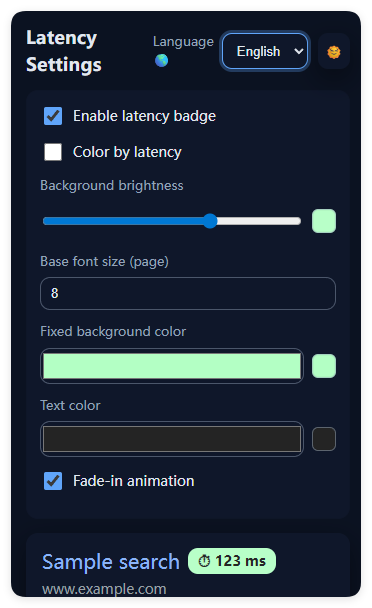 Latency
Settings
Language
English
Enable latency badge
Color by latency
Background brightness
Base font size (page)
8
Fixed background color
Text color
Fade-in animation
Sample search ⏱ 123 ms
www.example.com